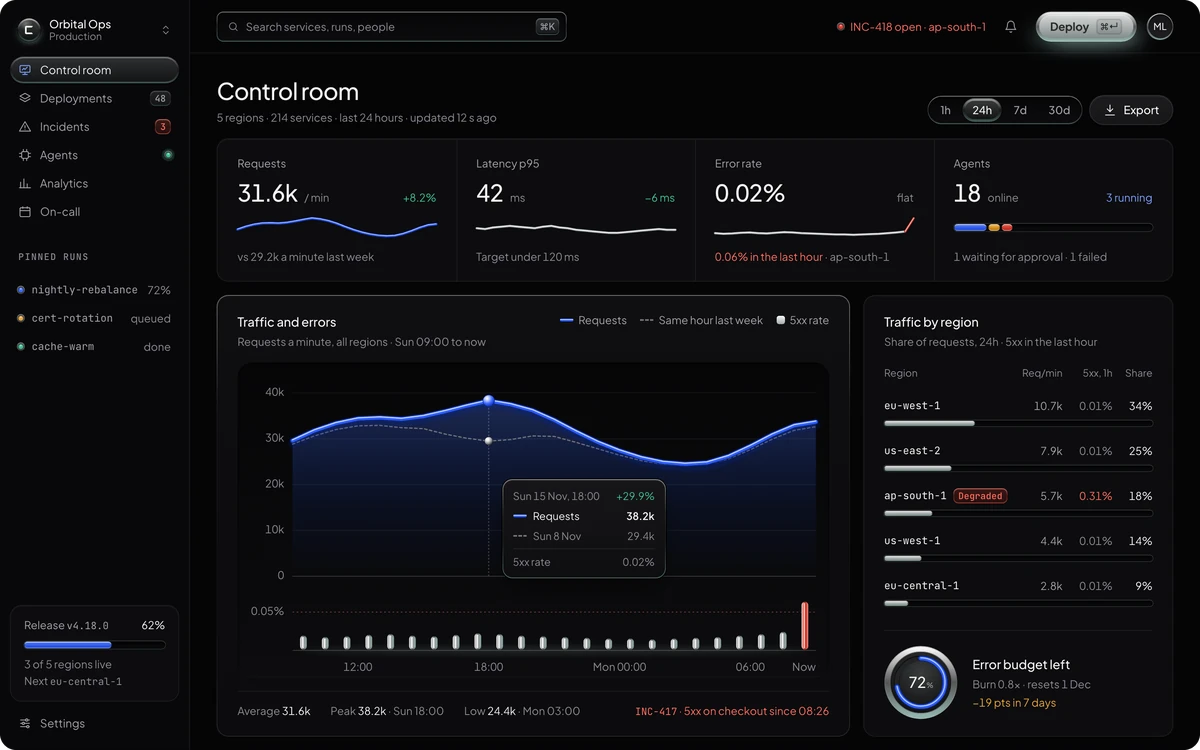 C
Orbital Ops
Production
Search services, runs, people ⌘K
INC-418 open · ap-south-1
Deploy ⌘↵
ML
Control room
Deployments 48
Incidents 3
Agents
Analytics
On-call
PINNED RUNS
nightly-rebalance 72%
cert-rotation queued
cache-warm done
Release v4.18.0 62%
3 of 5 regions live
Next eu-central-1
Settings
Control room
5 regions · 214 services · last 24 hours · updated 12 s ago
1h 24h 7d 30d
Export
Requests
31.6k / min +8.2%
vs 29.2k a minute last week
Latency p95
42 ms −6 ms
Target under 120 ms
Error rate
0.02% flat
0.06% in the last hour · ap-south-1
Agents
18 online 3 running
1 waiting for approval · 1 failed
Traffic and errors
Requests a minute, all regions · Sun 09:00 to now
Requests Same hour last week 5xx rate
40k
30k
20k
10k
0
Sun 15 Nov, 18:00 +29.9%
Requests 38.2k
Sun 8 Nov 29.4k
5xx rate 0.02%
0.05%
12:00 18:00 Mon 00:00 06:00 Now
Average 31.6k Peak 38.2k · Sun 18:00 Low 24.4k · Mon 03:00 INC-417 · 5xx on checkout since 08:26
Traffic by region
Share of requests, 24h · 5xx in the last hour
Region Req/min 5xx, 1h Share
eu-west-1 10.7k 0.01% 34%
us-east-2 7.9k 0.01% 25%
ap-south-1 Degraded 5.7k 0.31% 18%
us-west-1 4.4k 0.01% 14%
eu-central-1 2.8k 0.01% 9%
72%
Error budget left
Burn 0.8× · resets 1 Dec
−19 pts in 7 days